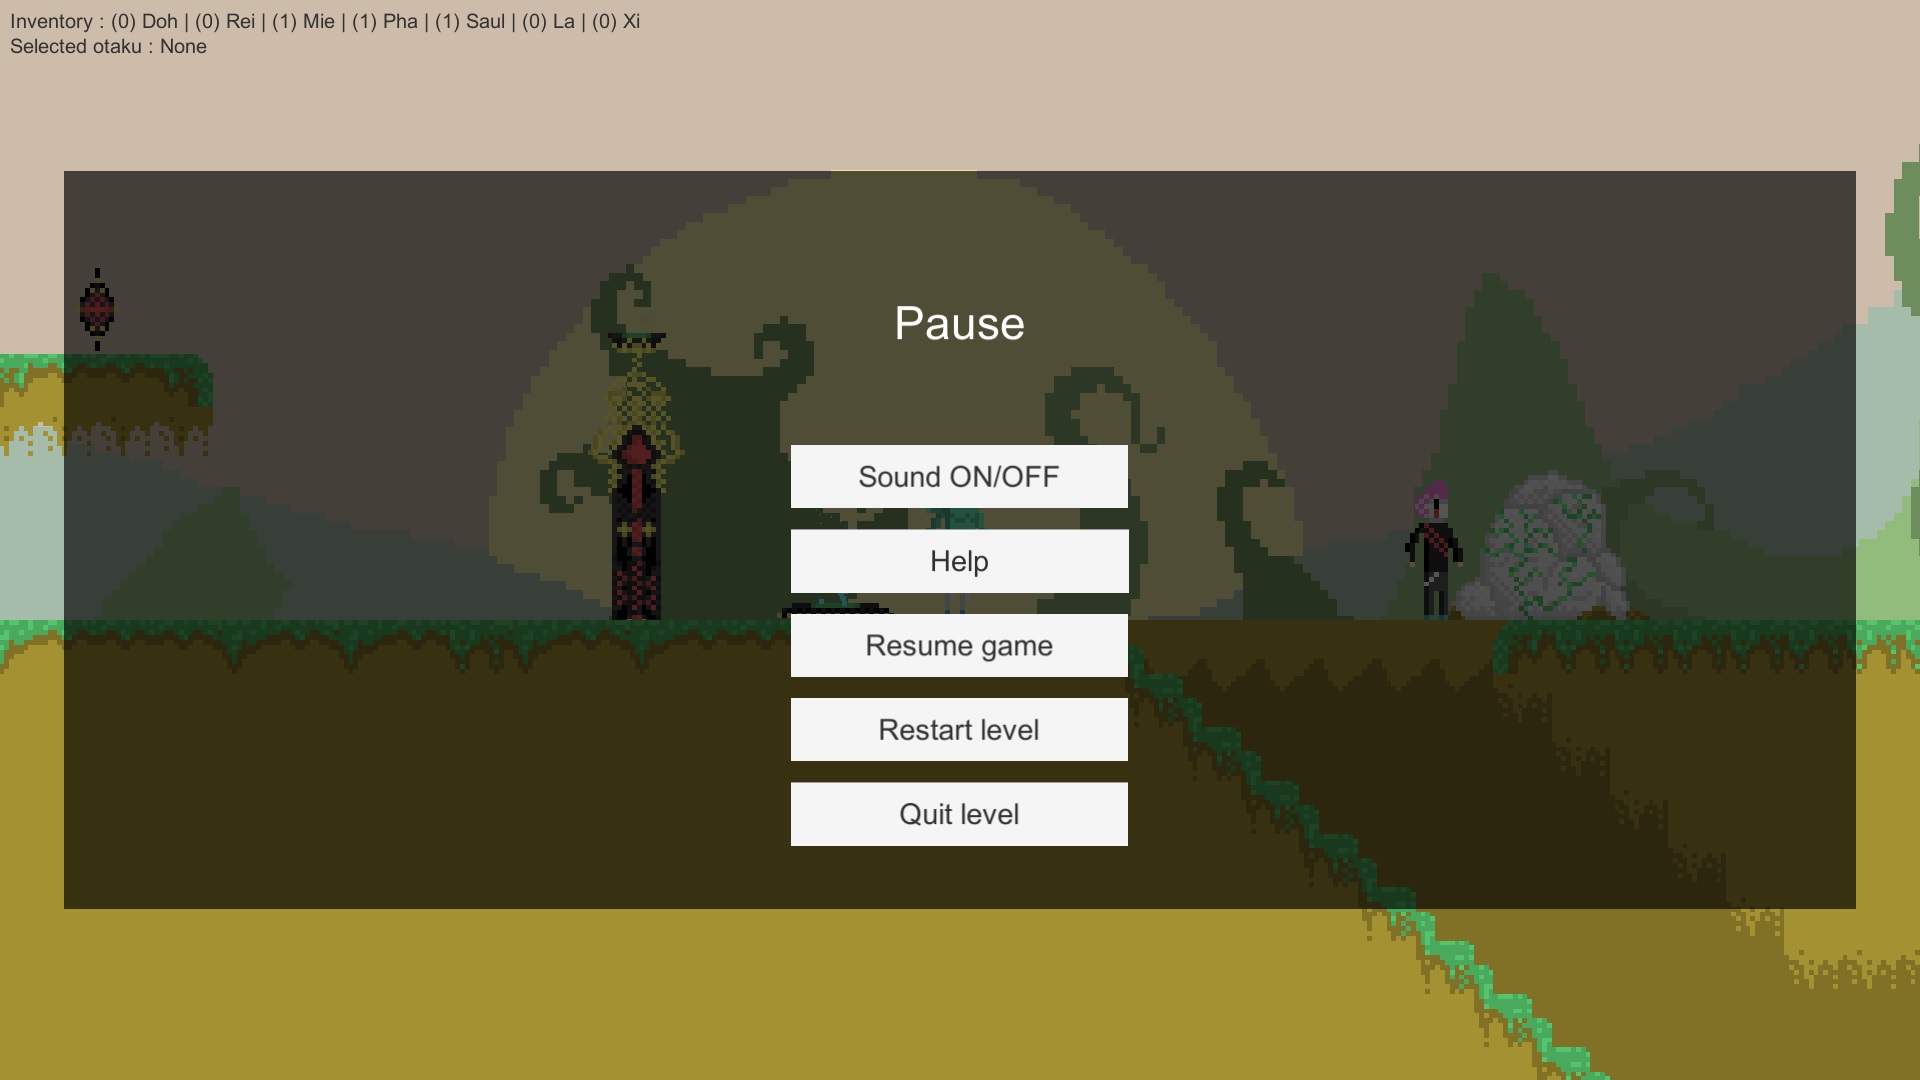 Inventory : (0) Doh | (0) Rei | (1) Mie | (1) Pha | (1) Saul | (0) La | (0) Xi
Selected otaku : None
Pause
Sound ON/OFF
Help
Resume game
Restart level
Quit level